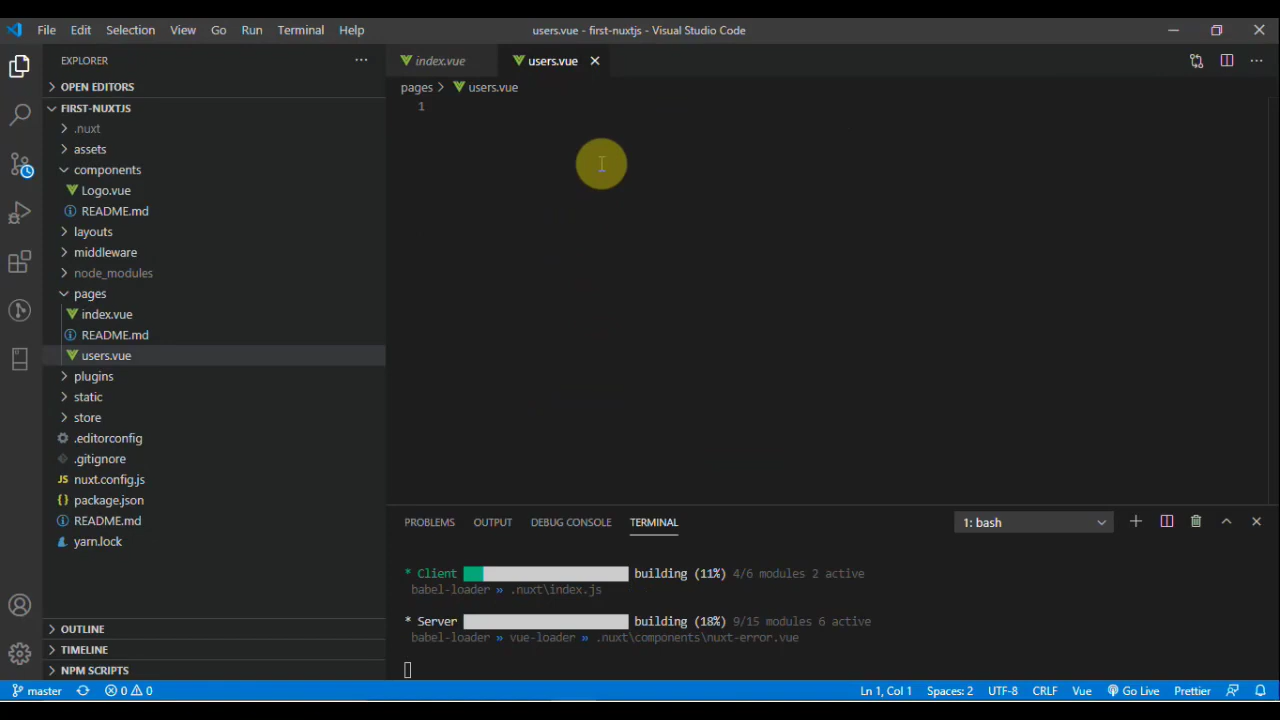 File Edit Selection View Go Run Terminal Help users.vue - first-nuxtjs - Visual Studio Code
EXPLORER
OPEN EDITORS
FIRST-NUXTJS
.nuxt
assets
components
Logo.vue
README.md
layouts
middleware
node_modules
pages
index.vue
README.md
users.vue
plugins
static
store
.editorconfig
.gitignore
nuxt.config.js
package.json
README.md
yarn.lock
OUTLINE
TIMELINE
NPM SCRIPTS
index.vue users.vue
pages > users.vue
1
PROBLEMS OUTPUT DEBUG CONSOLE TERMINAL 1: bash
* Client building (11%) 4/6 modules 2 active
babel-loader » .nuxt\index.js
* Server building (18%) 9/15 modules 6 active
babel-loader » vue-loader » .nuxt\components\nuxt-error.vue
master 0 0 Ln 1, Col 1 Spaces: 2 UTF-8 CRLF Vue Go Live Prettier